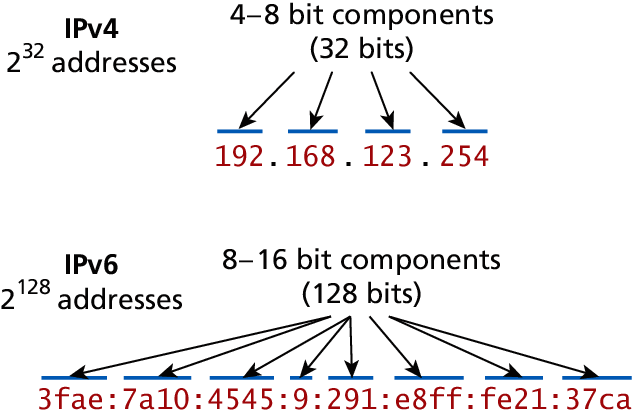 IPv4
2^32 addresses
4–8 bit components
(32 bits)
192.168.123.254
IPv6
2^128 addresses
8–16 bit components
(128 bits)
3fae:7a10:4545:9:291:e8ff:fe21:37ca